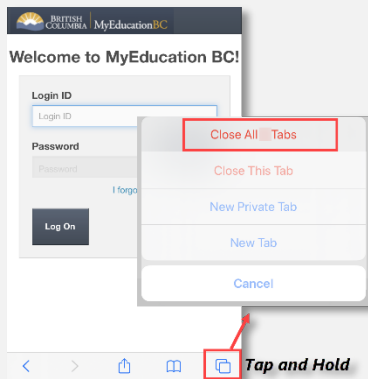 BRITISH
COLUMBIA
MyEducationBC
Welcome to MyEducation BC!
Login ID
Login ID
Password
Password
I forgo
Log On
Close All Tabs
Close This Tab
New Private Tab
New Tab
Cancel
Tap and Hold